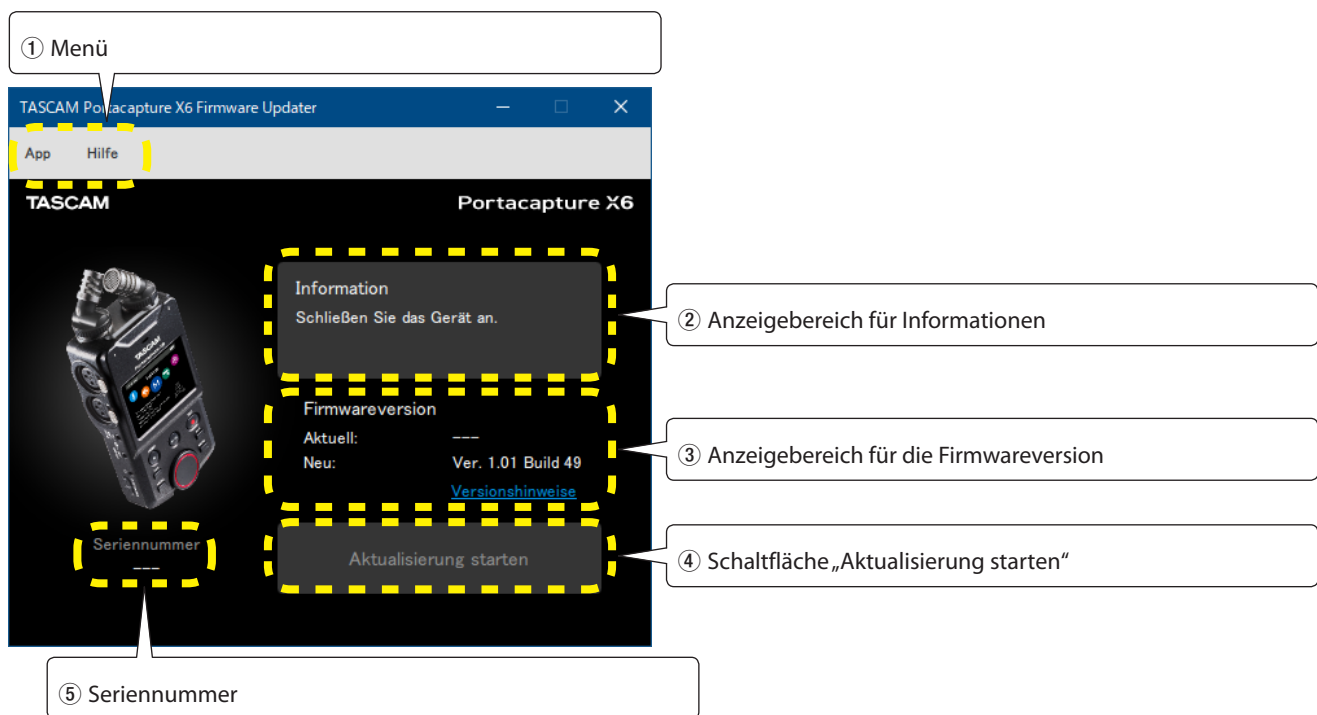 ① Menü
TASCAM Portacapture X6 Firmware Updater
App Hilfe
TASCAM
Portacapture X6
Information
Schließen Sie das Gerät an.
② Anzeigebereich für Informationen
Firmwareversion
Aktuell: ---
Neu: Ver. 1.01 Build 49
Versionshinweise
③ Anzeigebereich für die Firmwareversion
Seriennummer
---
Aktualisierung starten
④ Schaltfläche „Aktualisierung starten“
⑤ Seriennummer